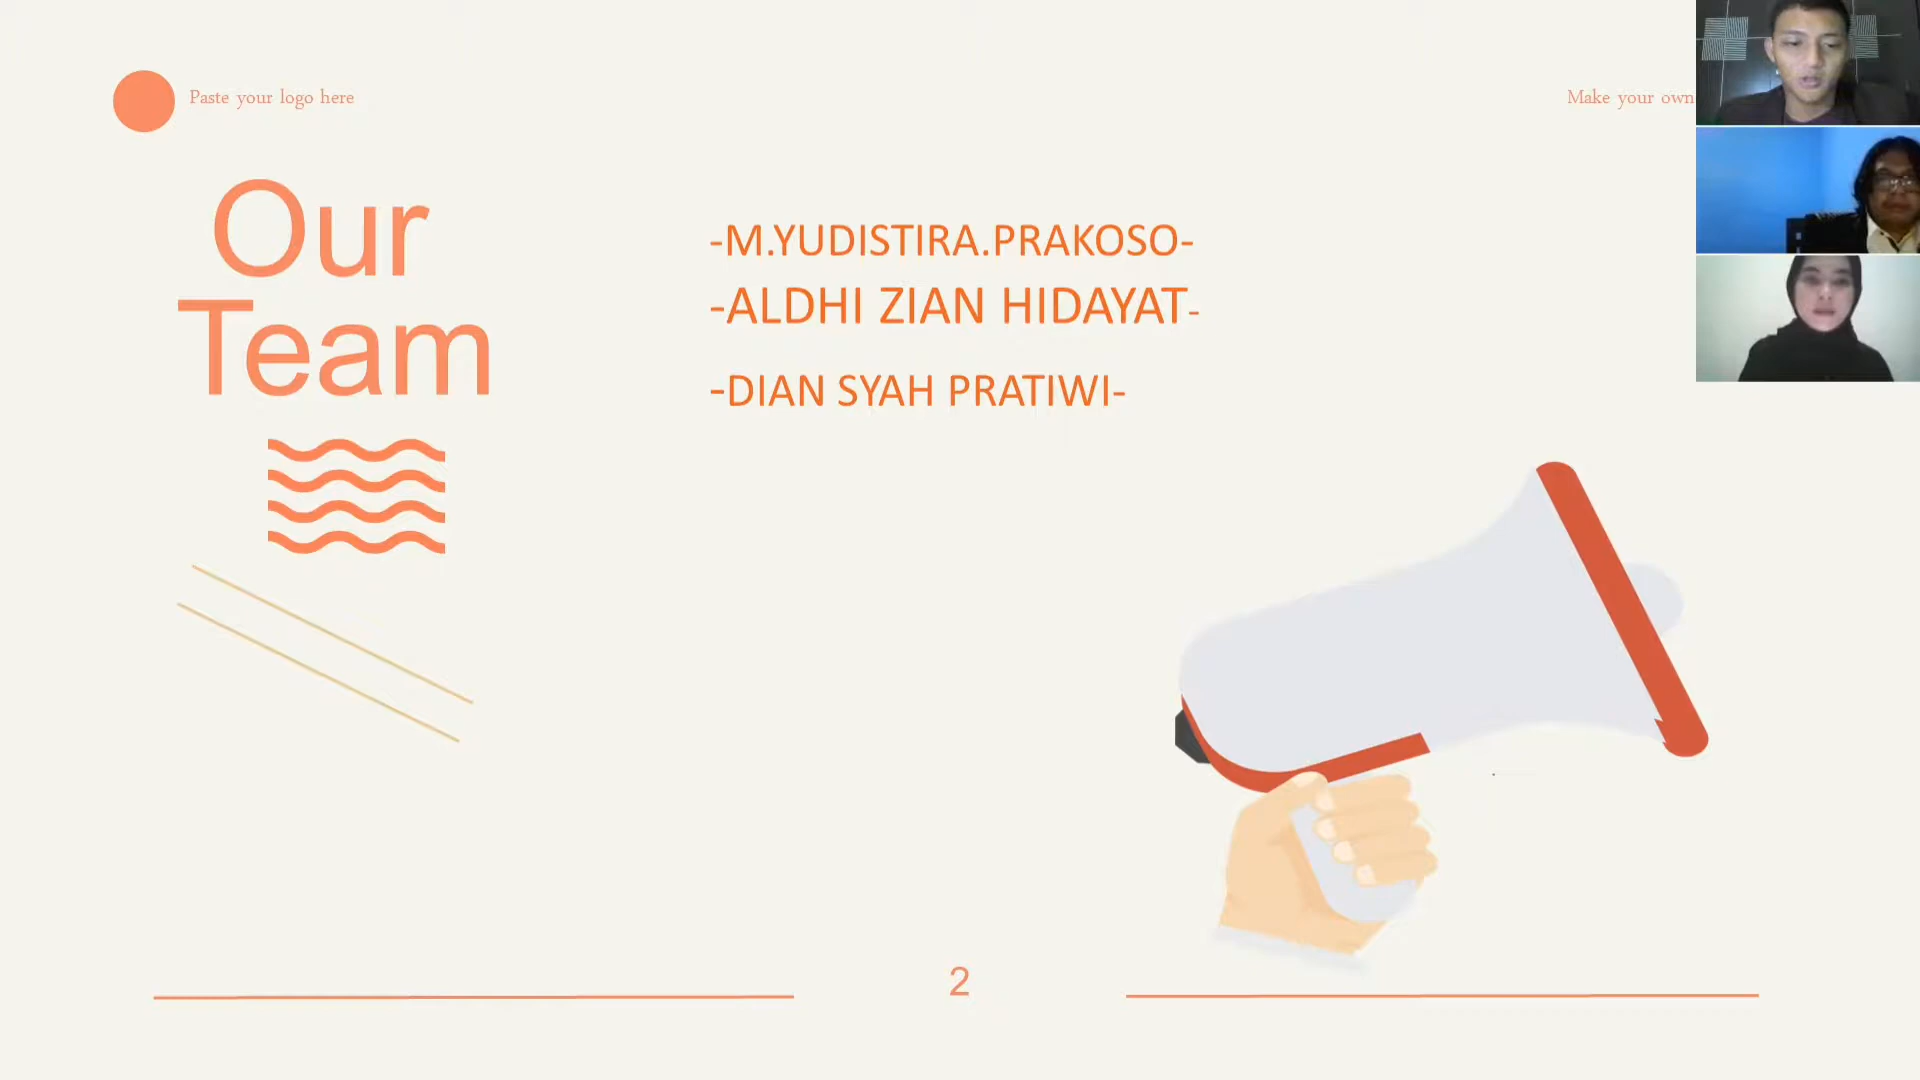 Paste your logo here
Make your own
Our
Team
-M.YUDISTIRA.PRAKOSO-
-ALDHI ZIAN HIDAYAT-
-DIAN SYAH PRATIWI-
2